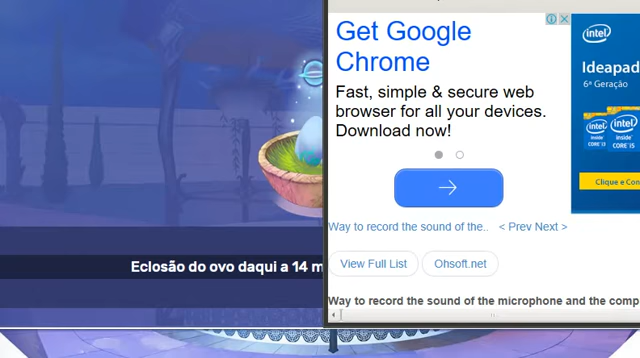 Get Google
Chrome
Fast, simple & secure web
browser for all your devices.
Download now!
intel
Ideapad
6ª Geração
intel
inside
CORE i5
intel
inside
CORE i5
Clique e Con
Way to record the sound of the.. < Prev Next >
View Full List
Ohsoft.net
Eclosão do ovo daqui a 14 m
Way to record the sound of the microphone and the comp